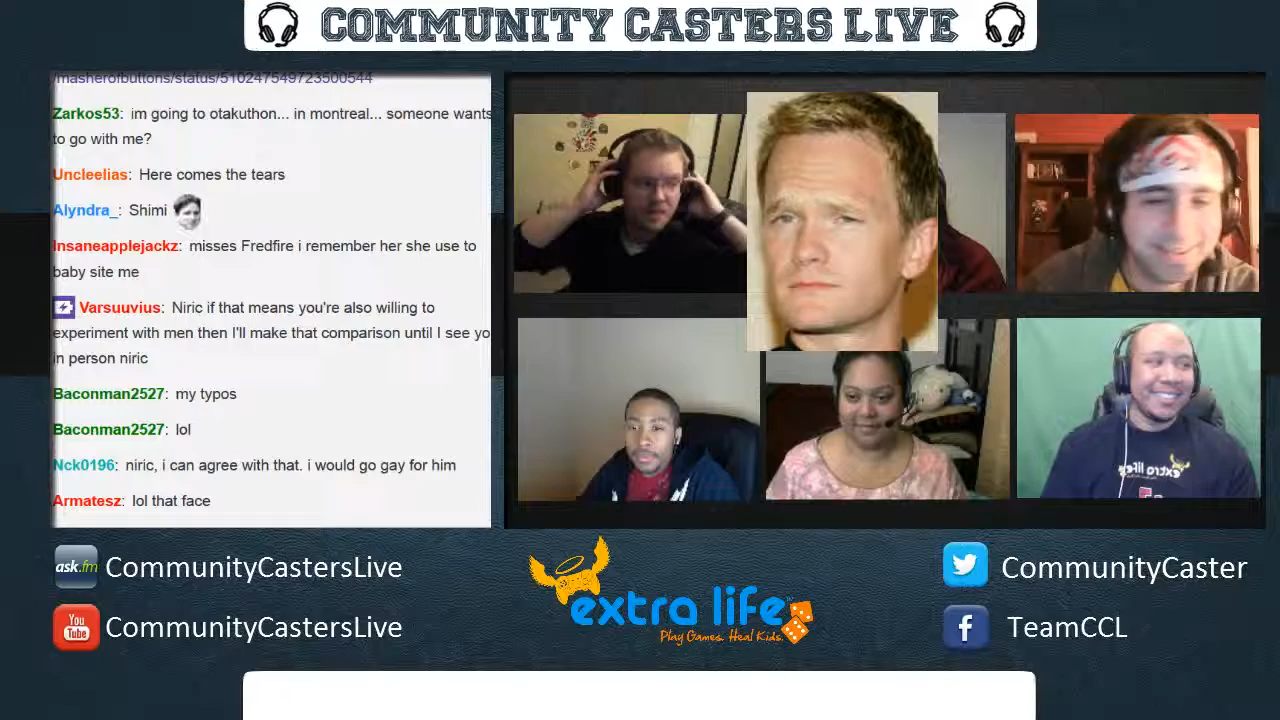 COMMUNITY CASTERS LIVE
/masherofbuttons/status/510247549723500544
Zarkos53: im going to otakuthon... in montreal... someone wants
to go with me?
Uncleelias: Here comes the tears
Alyndra_: Shimi
Insaneapplejackz: misses Fredfire i remember her she use to
baby site me
Varsuuvius: Niric if that means you're also willing to
experiment with men then I'll make that comparison until I see yo
in person niric
Baconman2527: my typos
Baconman2527: lol
Nck0196: niric, i can agree with that. i would go gay for him
Armatesz: lol that face
extra life
ask.fm CommunityCastersLive
You Tube CommunityCastersLive
extra life
Play Games. Heal Kids.
CommunityCaster
f TeamCCL